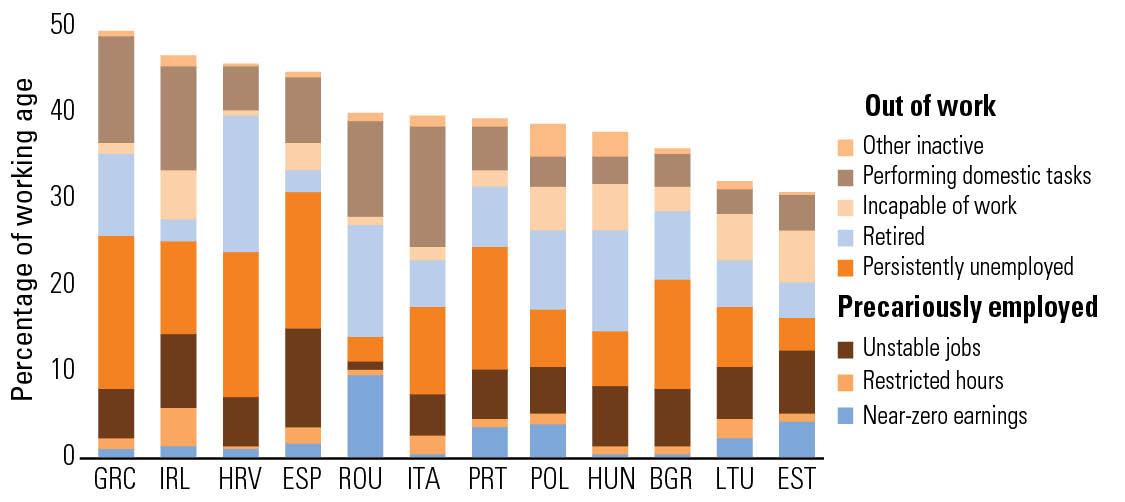 Percentage of working age
50
40
30
20
10
0
GRC IRL HRV ESP ROU ITA PRT POL HUN BGR LTU EST
Out of work
Other inactive
Performing domestic tasks
Incapable of work
Retired
Persistently unemployed
Precariously employed
Unstable jobs
Restricted hours
Near-zero earnings